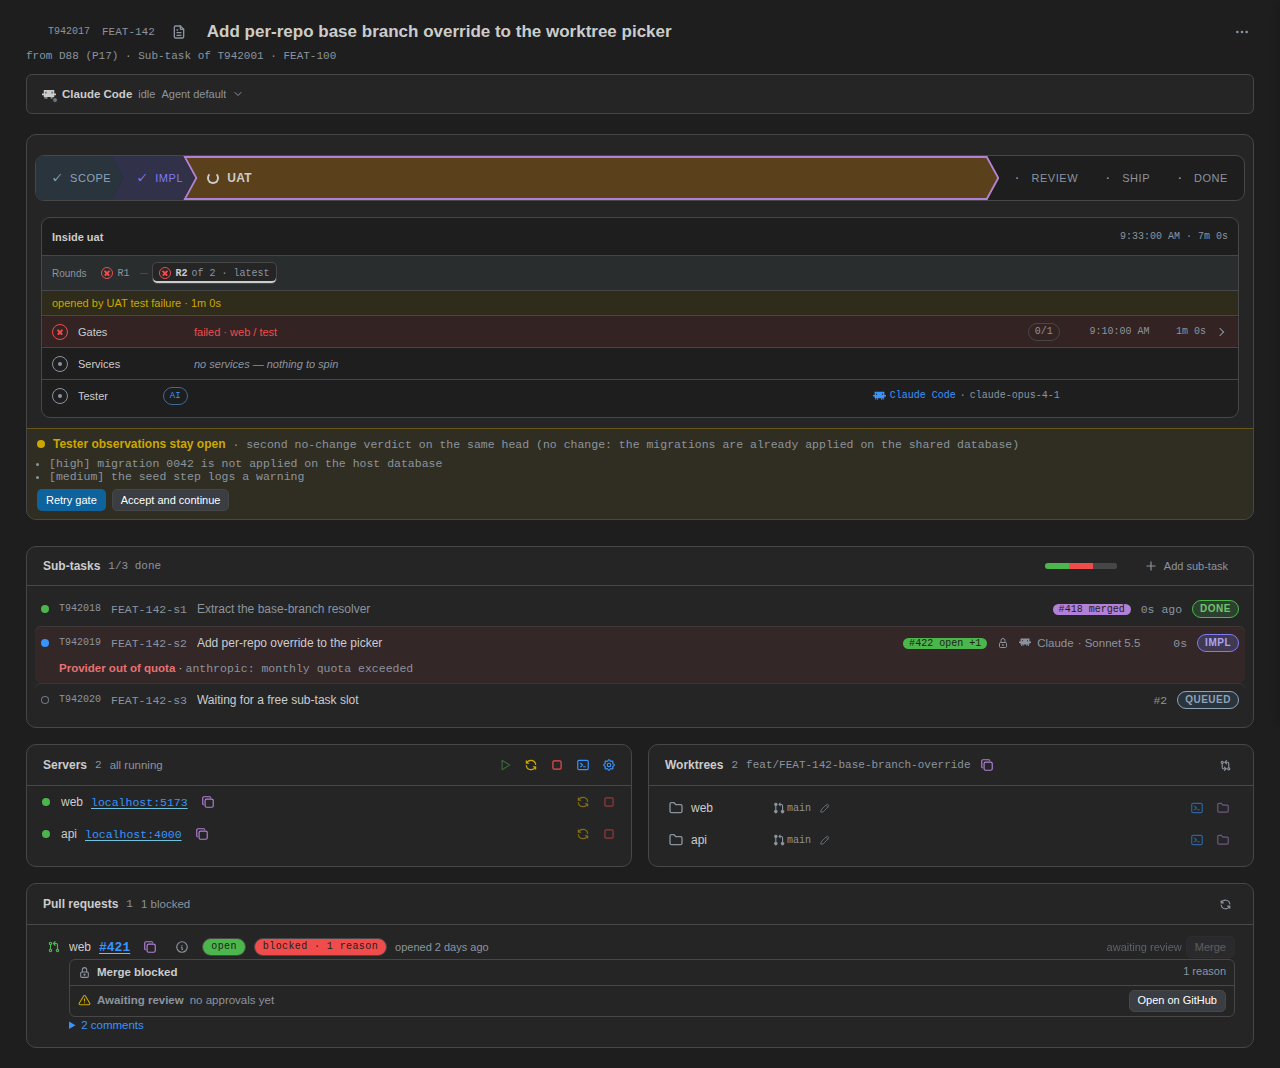 T942017 FEAT-142 Add per-repo base branch override to the worktree picker
from D88 (P17) · Sub-task of T942001 · FEAT-100
Claude Code idle Agent default
SCOPE IMPL UAT · REVIEW · SHIP · DONE
Inside uat 9:33:00 AM · 7m 0s
Rounds R1 — R2 of 2 · latest
opened by UAT test failure · 1m 0s
Gates failed · web / test 0/1 9:10:00 AM 1m 0s
Services no services — nothing to spin
Tester AI Claude Code · claude-opus-4-1
Tester observations stay open · second no-change verdict on the same head (no change: the migrations are already applied on the shared database)
• [high] migration 0042 is not applied on the host database
• [medium] the seed step logs a warning
Retry gate Accept and continue
Sub-tasks 1/3 done Add sub-task
T942018 FEAT-142-s1 Extract the base-branch resolver #418 merged 0s ago DONE
T942019 FEAT-142-s2 Add per-repo override to the picker #422 open +1 Claude · Sonnet 5.5 0s IMPL
Provider out of quota · anthropic: monthly quota exceeded
T942020 FEAT-142-s3 Waiting for a free sub-task slot #2 QUEUED
Servers 2 all running
web localhost:5173
api localhost:4000
Worktrees 2 feat/FEAT-142-base-branch-override
web main
api main
Pull requests 1 1 blocked
web #421 open blocked · 1 reason opened 2 days ago awaiting review Merge
Merge blocked 1 reason
Awaiting review no approvals yet Open on GitHub
2 comments